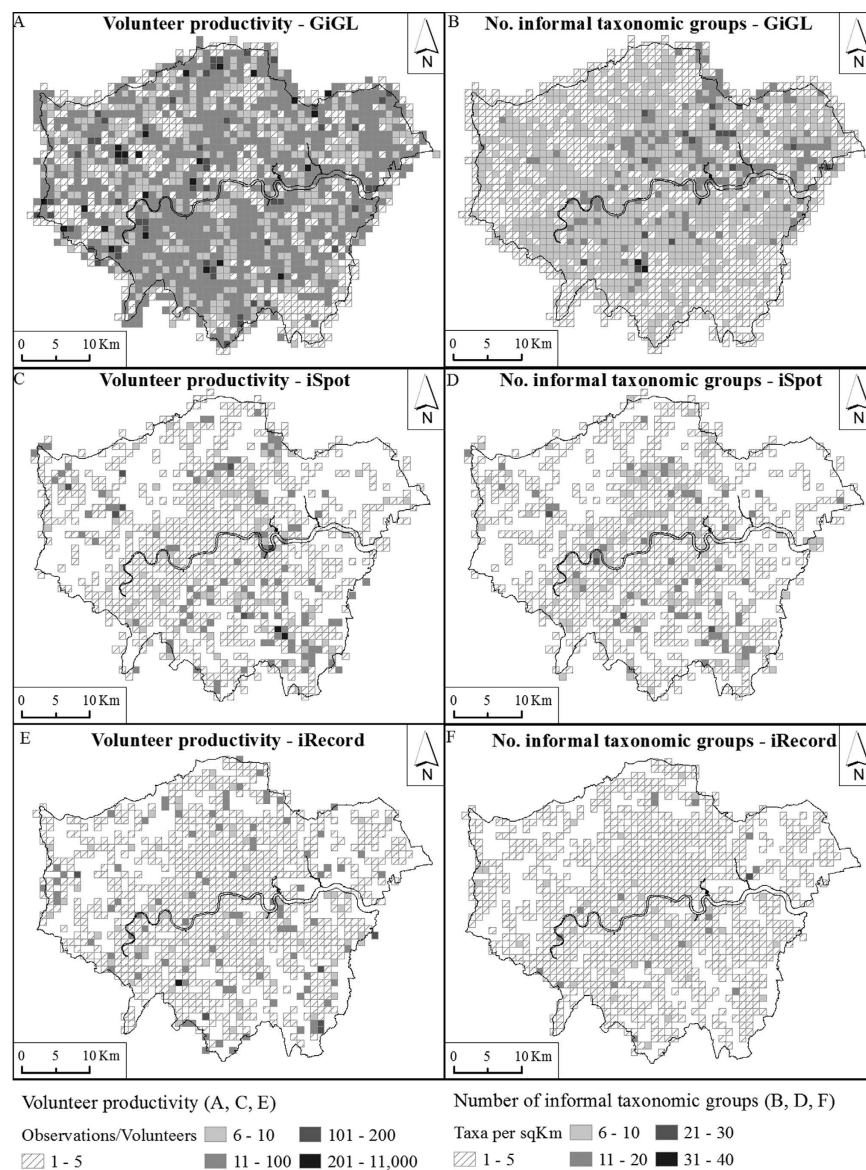 A
Volunteer productivity - GiGL
N
0 5 10 Km
B
No. informal taxonomic groups - GiGL
N
0 5 10 Km
C
Volunteer productivity - iSpot
N
0 5 10 Km
D
No. informal taxonomic groups - iSpot
N
0 5 10 Km
E
Volunteer productivity - iRecord
N
0 5 10 Km
F
No. informal taxonomic groups - iRecord
N
0 5 10 Km
Volunteer productivity (A, C, E)
Observations/Volunteers 6 - 10 101 - 200
1 - 5 11 - 100 201 - 11,000
Number of informal taxonomic groups (B, D, F)
Taxa per sqKm 6 - 10 21 - 30
1 - 5 11 - 20 31 - 40